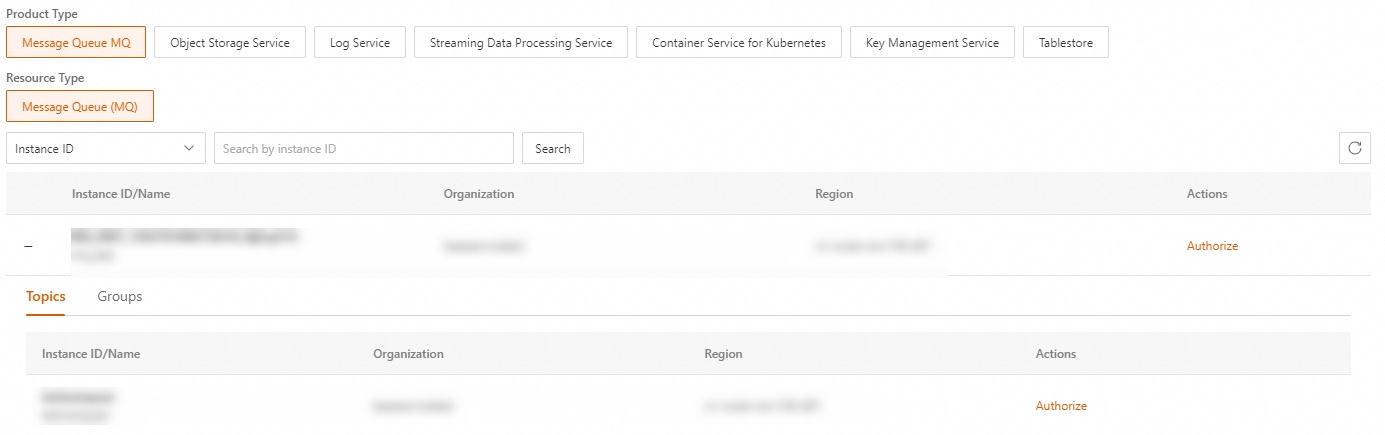 Product Type
Message Queue MQ Object Storage Service Log Service Streaming Data Processing Service Container Service for Kubernetes Key Management Service Tablestore
Resource Type
Message Queue (MQ)
Instance ID Search by instance ID Search
Instance ID/Name Organization Region Actions
Authorize
Topics Groups
Instance ID/Name Organization Region Actions
Authorize